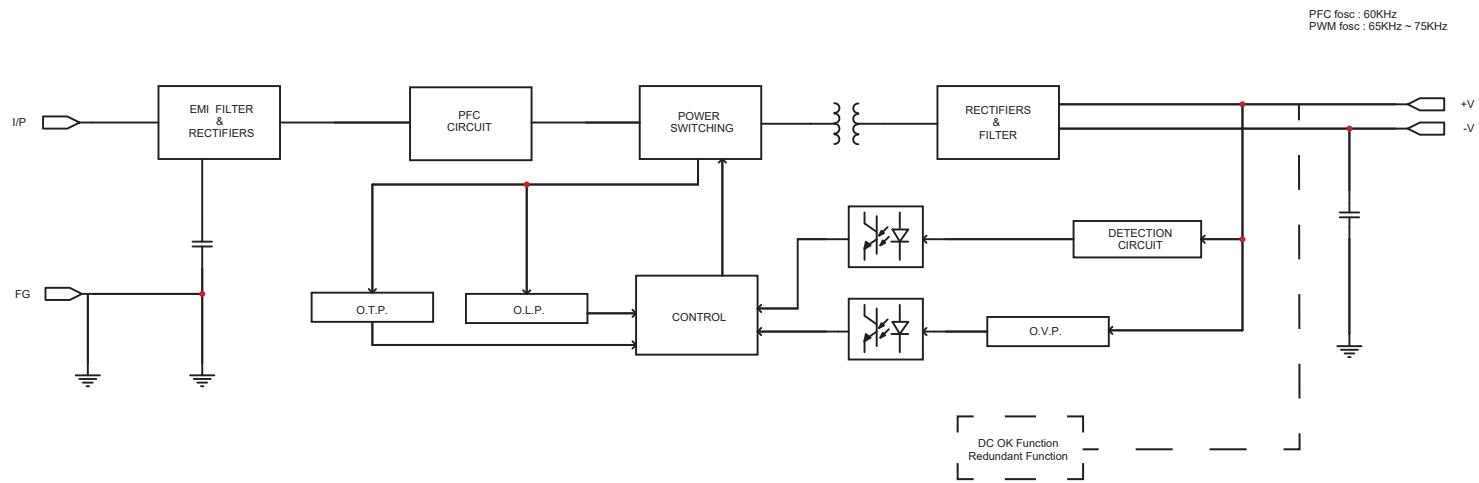 PFC fosc : 60KHz
PWM fosc : 65KHz ~ 75KHz
I/P
EMI FILTER
&
RECTIFIERS
PFC
CIRCUIT
POWER
SWITCHING
RECTIFIERS
&
FILTER
+V
-V
DETECTION
CIRCUIT
FG
O.T.P.
O.L.P.
CONTROL
O.V.P.
DC OK Function
Redundant Function